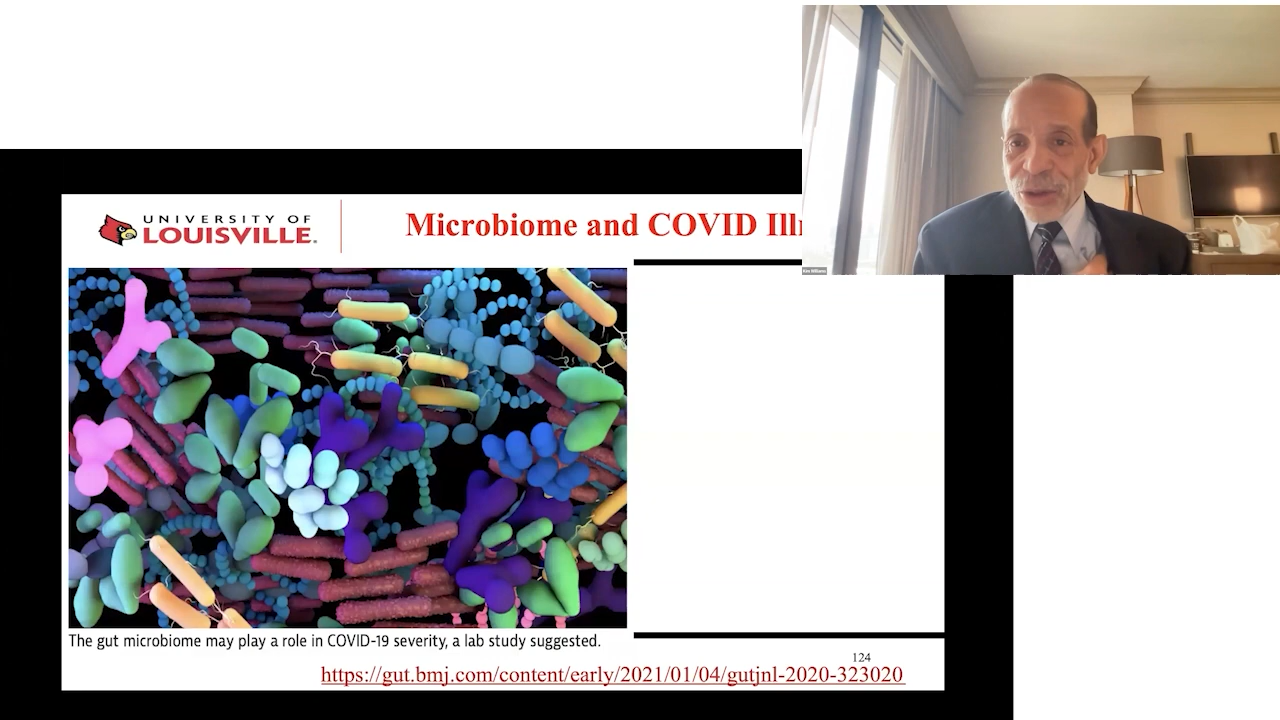 UNIVERSITY OF
LOUISVILLE.
Microbiome and COVID Ill
The gut microbiome may play a role in COVID-19 severity, a lab study suggested.
124
https://gut.bmj.com/content/early/2021/01/04/gutjnl-2020-323020